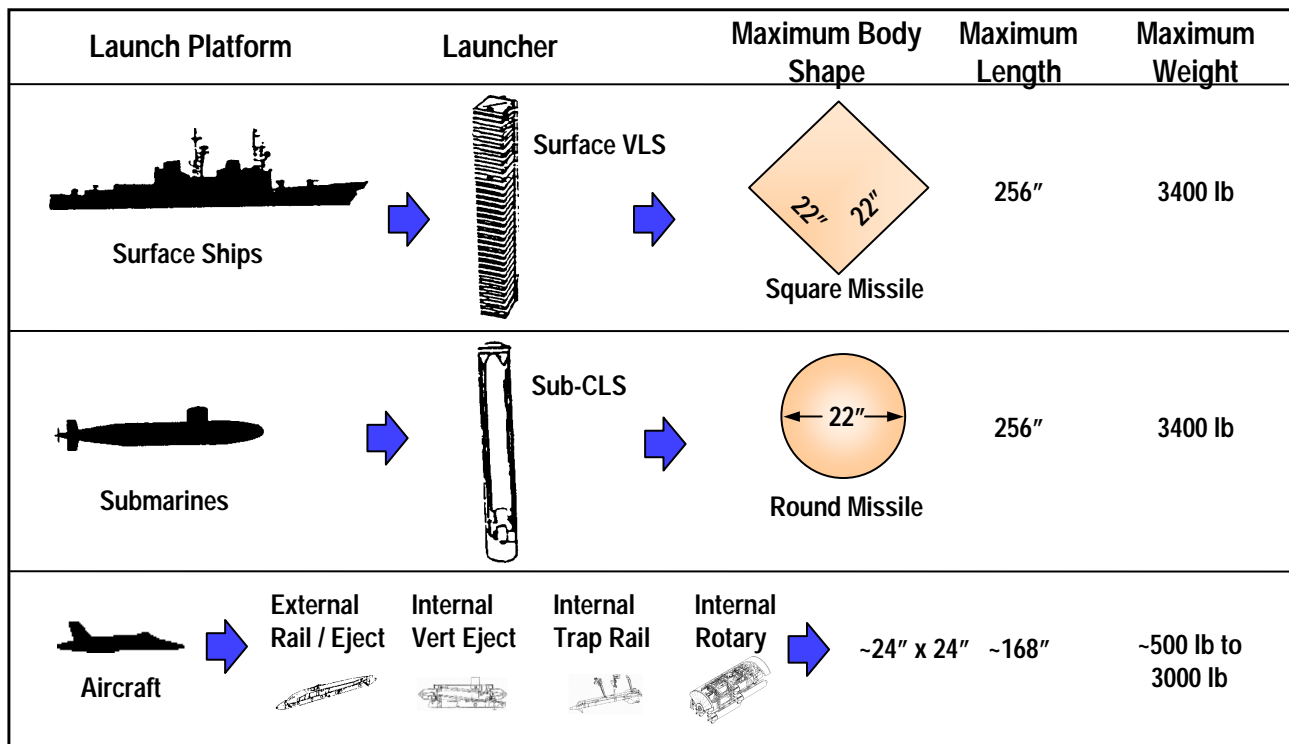 Launch Platform
Launcher
Maximum Body
Shape
Maximum
Length
Maximum
Weight
Surface Ships
Surface VLS
22”
22”
Square Missile
256”
3400 lb
Submarines
Sub-CLS
22”
Round Missile
256”
3400 lb
Aircraft
External
Rail / Eject
Internal
Vert Eject
Internal
Trap Rail
Internal
Rotary
~24” x 24”
~168”
~500 lb to
3000 lb